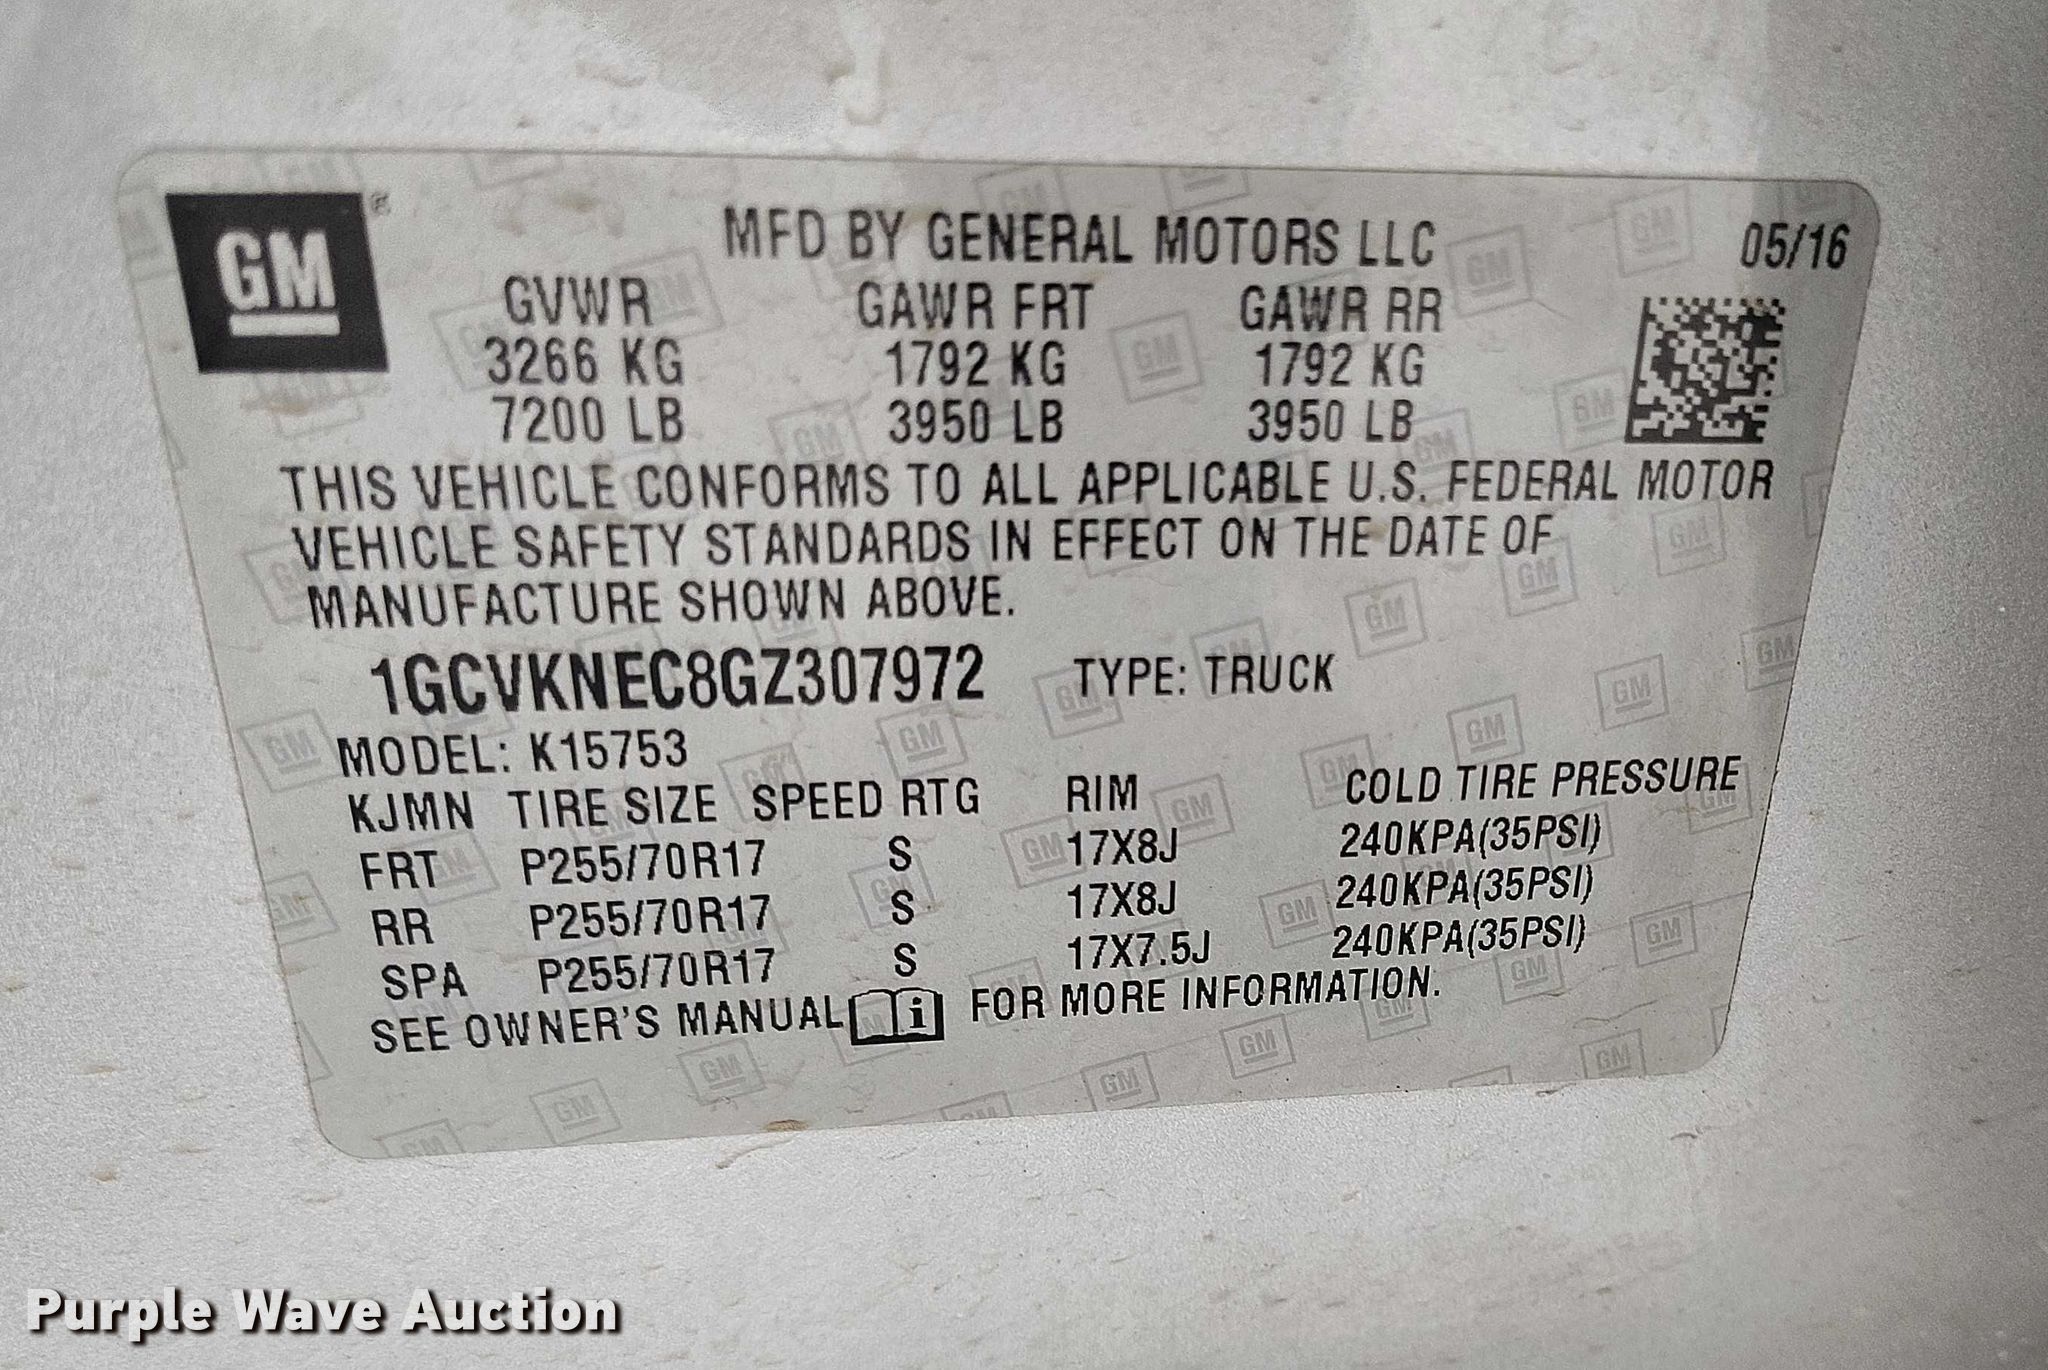 GM ®
MFD BY GENERAL MOTORS LLC 05/16
GVWR GAWR FRT GAWR RR
3266 KG 1792 KG 1792 KG
7200 LB 3950 LB 3950 LB
THIS VEHICLE CONFORMS TO ALL APPLICABLE U.S. FEDERAL MOTOR
VEHICLE SAFETY STANDARDS IN EFFECT ON THE DATE OF
MANUFACTURE SHOWN ABOVE.
1GCVKNEC8GZ307972 TYPE: TRUCK
MODEL: K15753
KJMN TIRE SIZE SPEED RTG RIM COLD TIRE PRESSURE
FRT P255/70R17 S 17X8J 240KPA(35PSI)
RR P255/70R17 S 17X8J 240KPA(35PSI)
SPA P255/70R17 S 17X7.5J 240KPA(35PSI)
SEE OWNER'S MANUAL i FOR MORE INFORMATION.
Purple Wave Auction